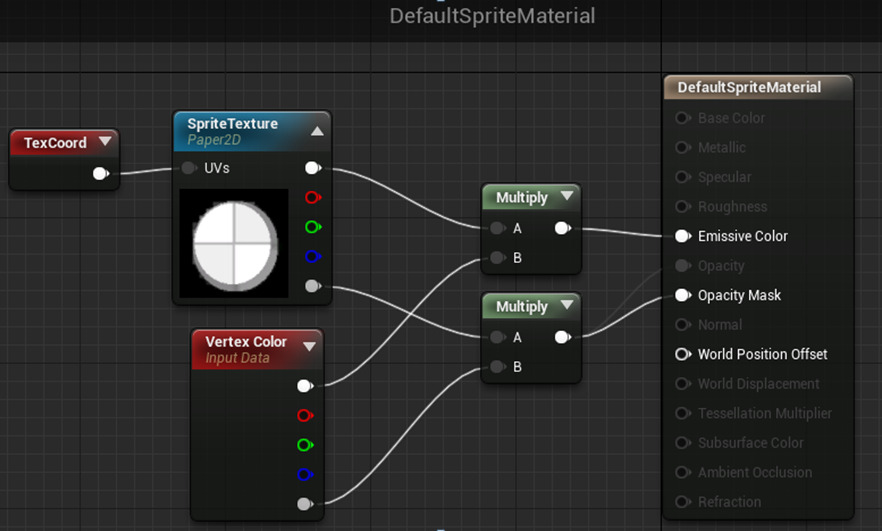 DefaultSpriteMaterial
TexCoord
SpriteTexture
Paper2D
UVs
Vertex Color
Input Data
Multiply
A
B
Multiply
A
B
DefaultSpriteMaterial
Base Color
Metallic
Specular
Roughness
Emissive Color
Opacity
Opacity Mask
Normal
World Position Offset
World Displacement
Tessellation Multiplier
Subsurface Color
Ambient Occlusion
Refraction